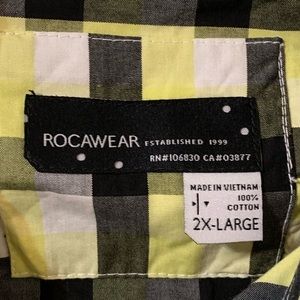 ROCAWEAR ESTABLISHED 1999
RN#106830 CA#03877
MADE IN VIETNAM
100%
COTTON
2X-LARGE